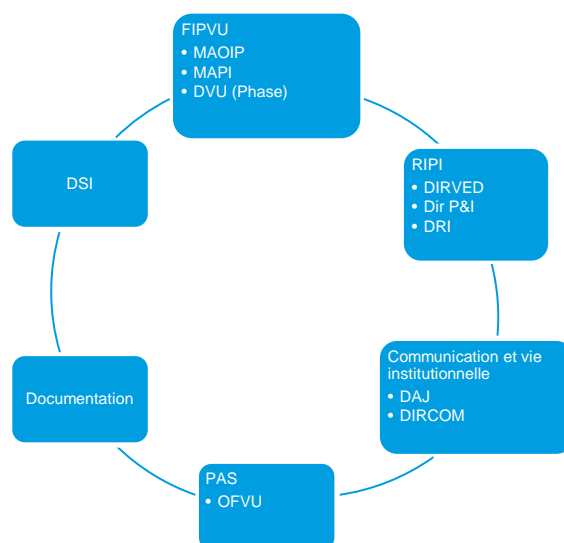 FIPVU
• MAOIP
• MAPI
• DVU (Phase)
RIPI
• DIRVED
• Dir P&I
• DRI
Communication et vie
institutionnelle
• DAJ
• DIRCOM
PAS
• OFVU
Documentation
DSI